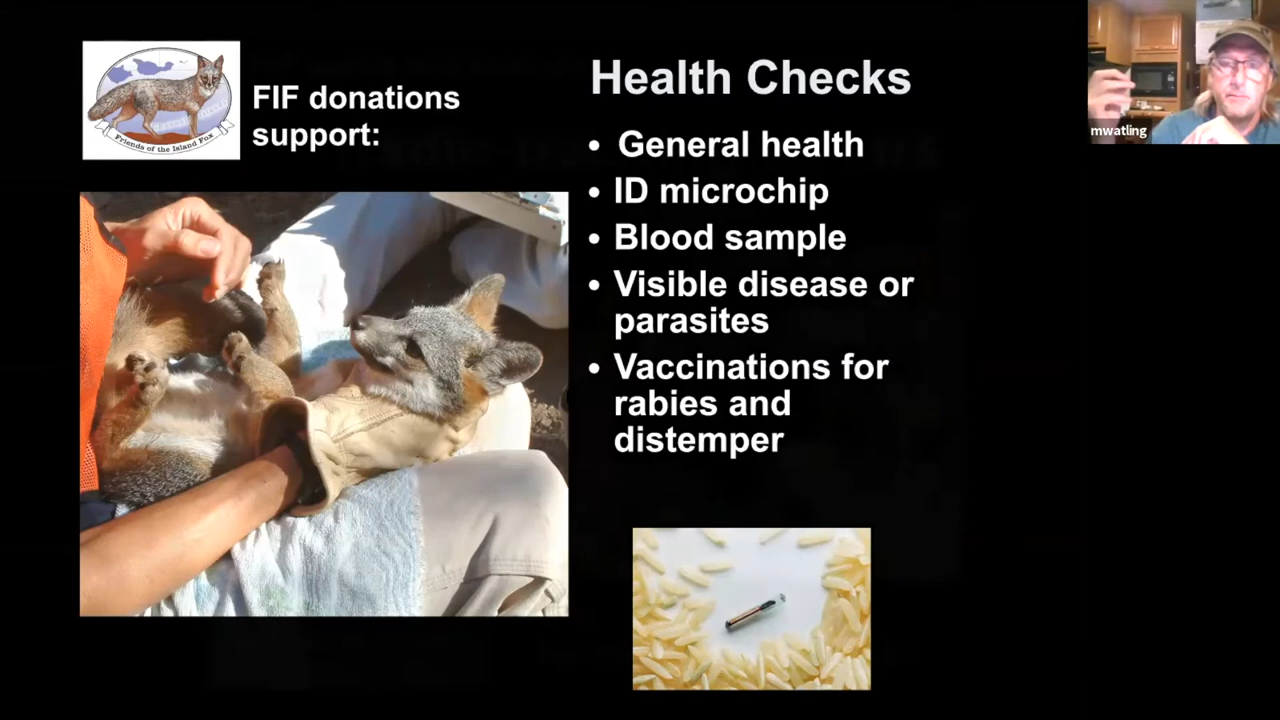 Friends of the Island Fox
FIF donations
support:
Health Checks
• General health
• ID microchip
• Blood sample
• Visible disease or
parasites
• Vaccinations for
rabies and
distemper
mwatling